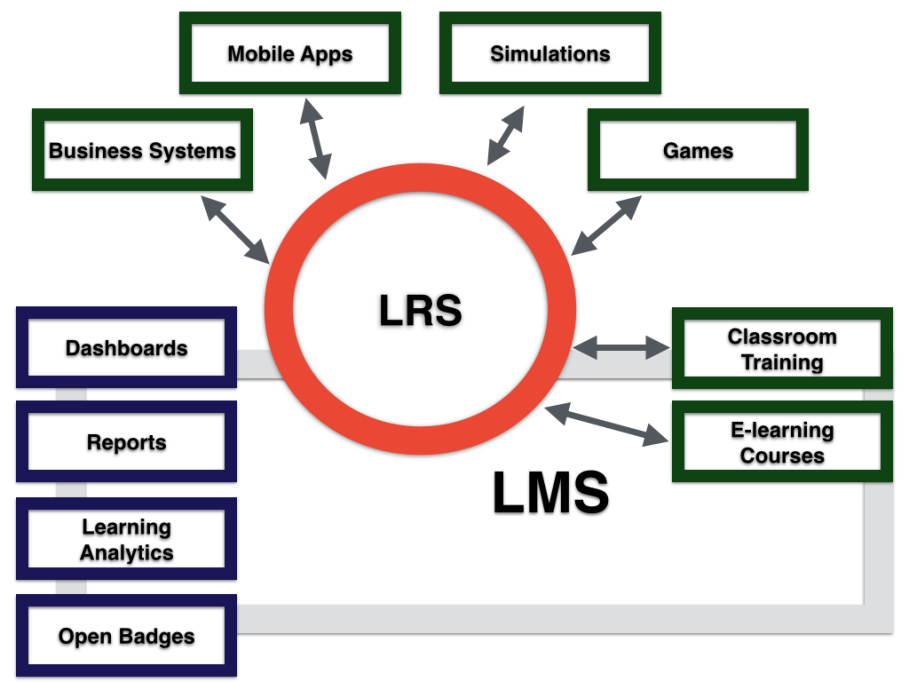 Mobile Apps
Simulations
Business Systems
Games
LRS
Dashboards
Classroom
Training
Reports
E-learning
Courses
LMS
Learning
Analytics
Open Badges